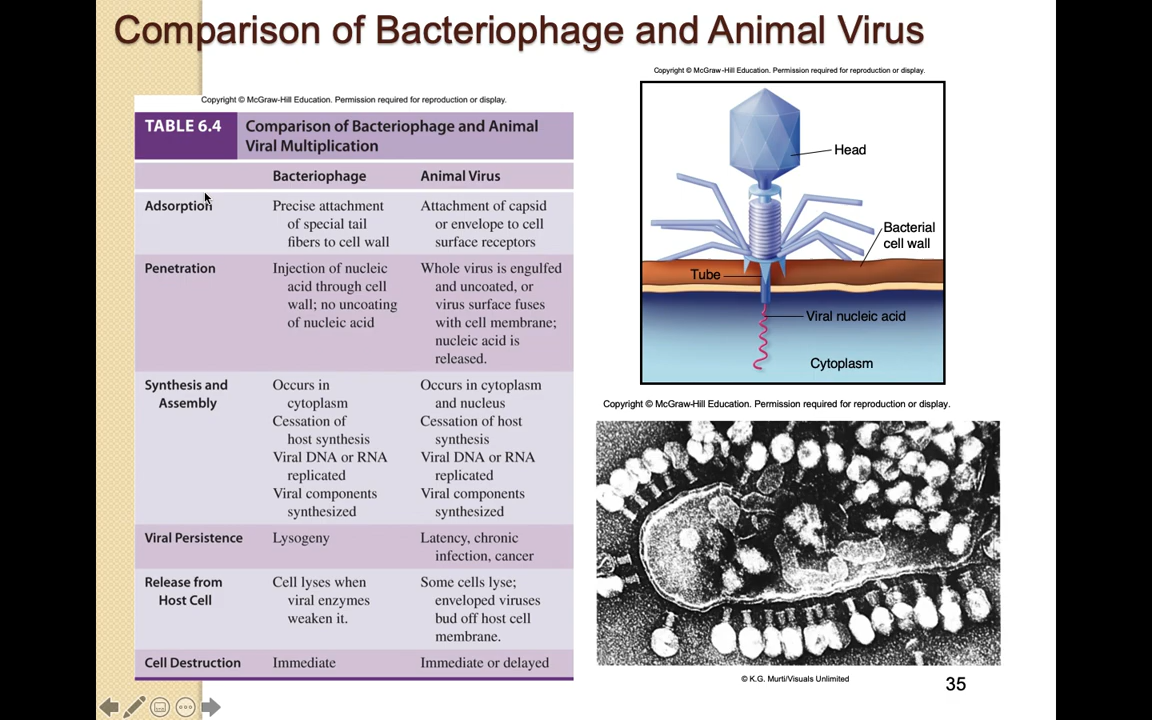 Comparison of Bacteriophage and Animal Virus
Copyright © McGraw-Hill Education. Permission required for reproduction or display.
TABLE 6.4
Comparison of Bacteriophage and Animal
Viral Multiplication
Bacteriophage
Animal Virus
Adsorption
Precise attachment
of special tail
fibers to cell wall
Attachment of capsid
or envelope to cell
surface receptors
Penetration
Injection of nucleic
acid through cell
wall; no uncoating
of nucleic acid
Whole virus is engulfed
and uncoated, or
virus surface fuses
with cell membrane;
nucleic acid is
released.
Synthesis and
Assembly
Occurs in
cytoplasm
Cessation of
host synthesis
Viral DNA or RNA
replicated
Viral components
synthesized
Occurs in cytoplasm
and nucleus
Cessation of host
synthesis
Viral DNA or RNA
replicated
Viral components
synthesized
Viral Persistence
Lysogeny
Latency, chronic
infection, cancer
Release from
Host Cell
Cell lyses when
viral enzymes
weaken it.
Some cells lyse;
enveloped viruses
bud off host cell
membrane.
Cell Destruction
Immediate
Immediate or delayed
Copyright © McGraw-Hill Education. Permission required for reproduction or display.
Head
Bacterial
cell wall
Tube
Viral nucleic acid
Cytoplasm
Copyright © McGraw-Hill Education. Permission required for reproduction or display.
© K.G. Murti/Visuals Unlimited
35